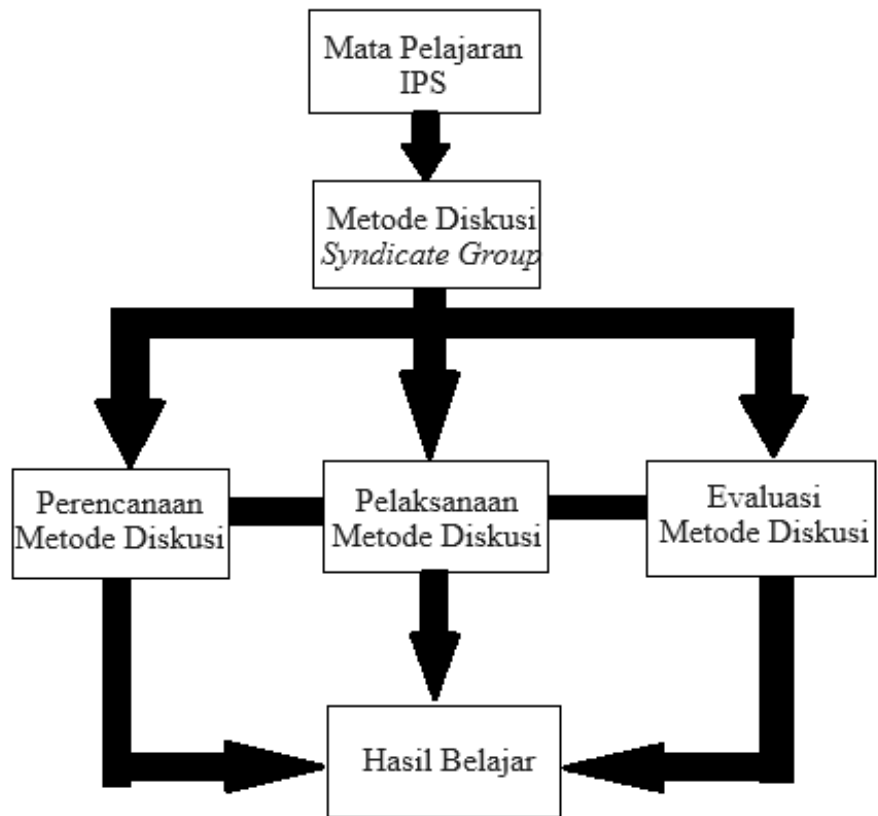 Mata Pelajaran
IPS
Metode Diskusi
Syndicate Group
Perencanaan
Metode Diskusi
Pelaksanaan
Metode Diskusi
Evaluasi
Metode Diskusi
Hasil Belajar